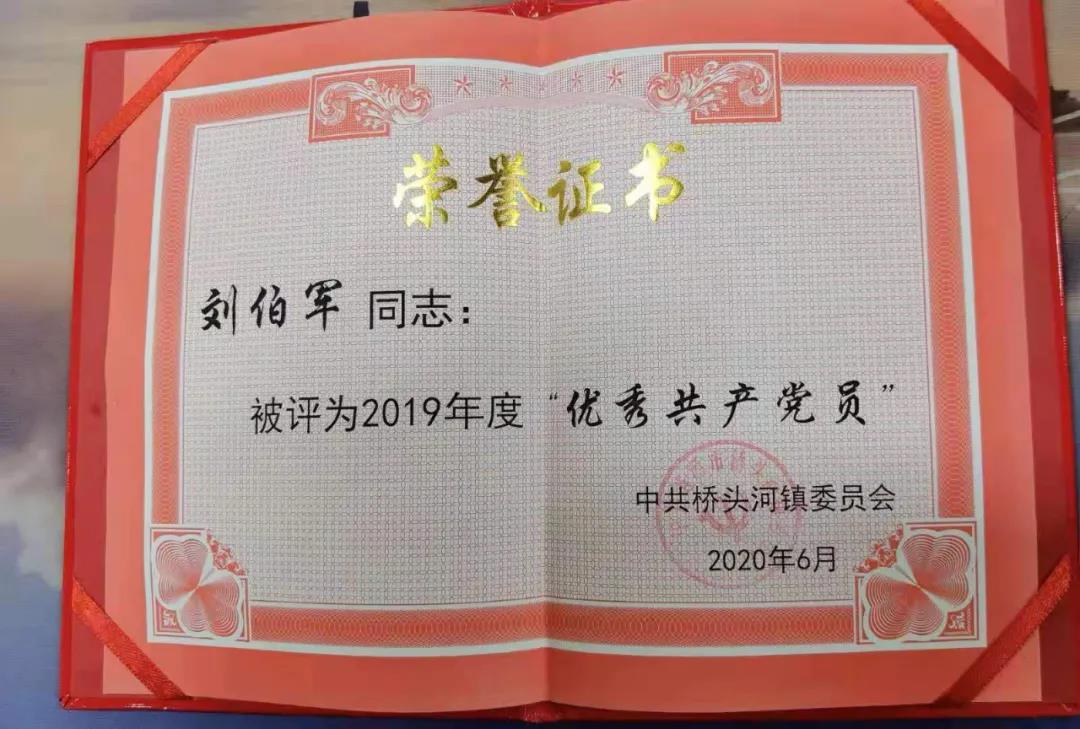 荣誉证书
刘伯军 同志：
被评为2019年度“优秀共产党员”
中共桥头河镇委员会
2020年6月